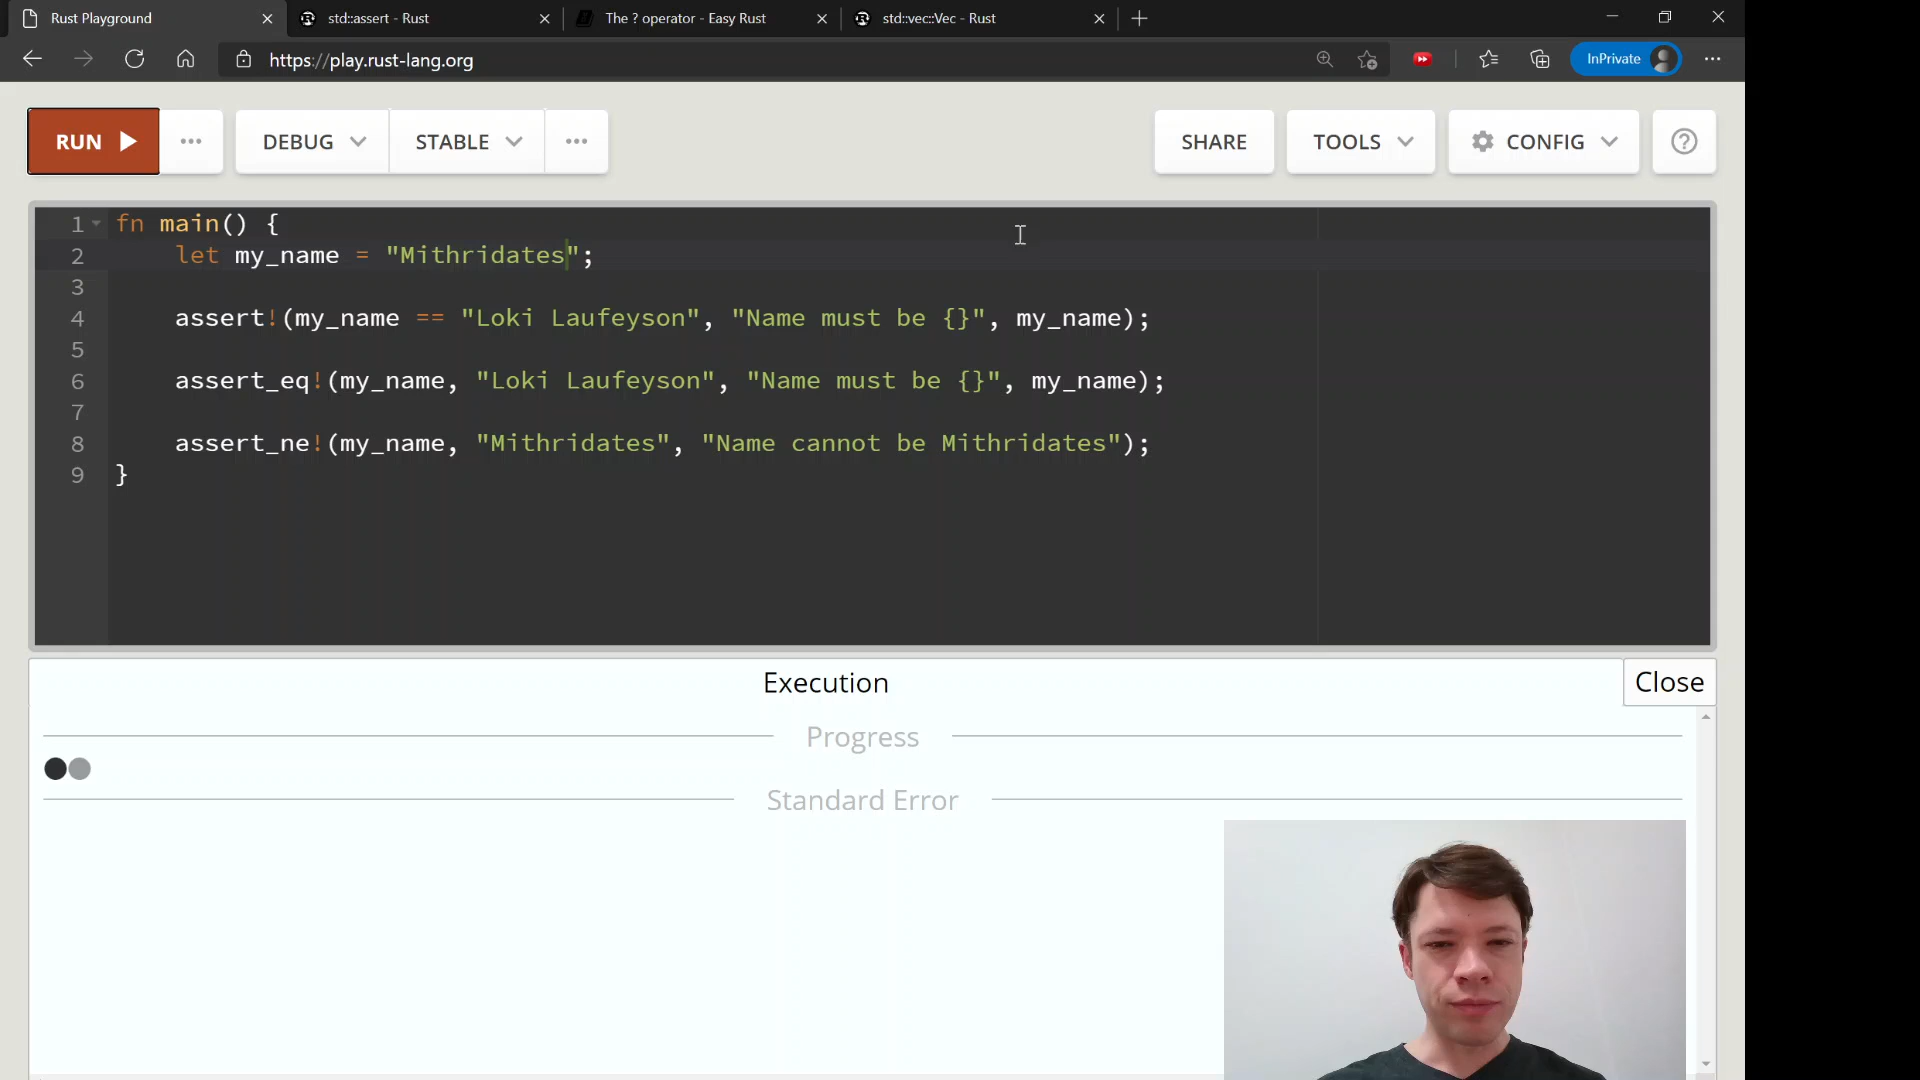 Rust Playground
std::assert - Rust
The ? operator - Easy Rust
std::vec::Vec - Rust
https://play.rust-lang.org
InPrivate
RUN
DEBUG
STABLE
SHARE
TOOLS
CONFIG
1 fn main() {
2 let my_name = "Mithridates";
3
4 assert!(my_name == "Loki Laufeyson", "Name must be {}", my_name);
5
6 assert_eq!(my_name, "Loki Laufeyson", "Name must be {}", my_name);
7
8 assert_ne!(my_name, "Mithridates", "Name cannot be Mithridates");
9 }
Execution
Close
Progress
Standard Error